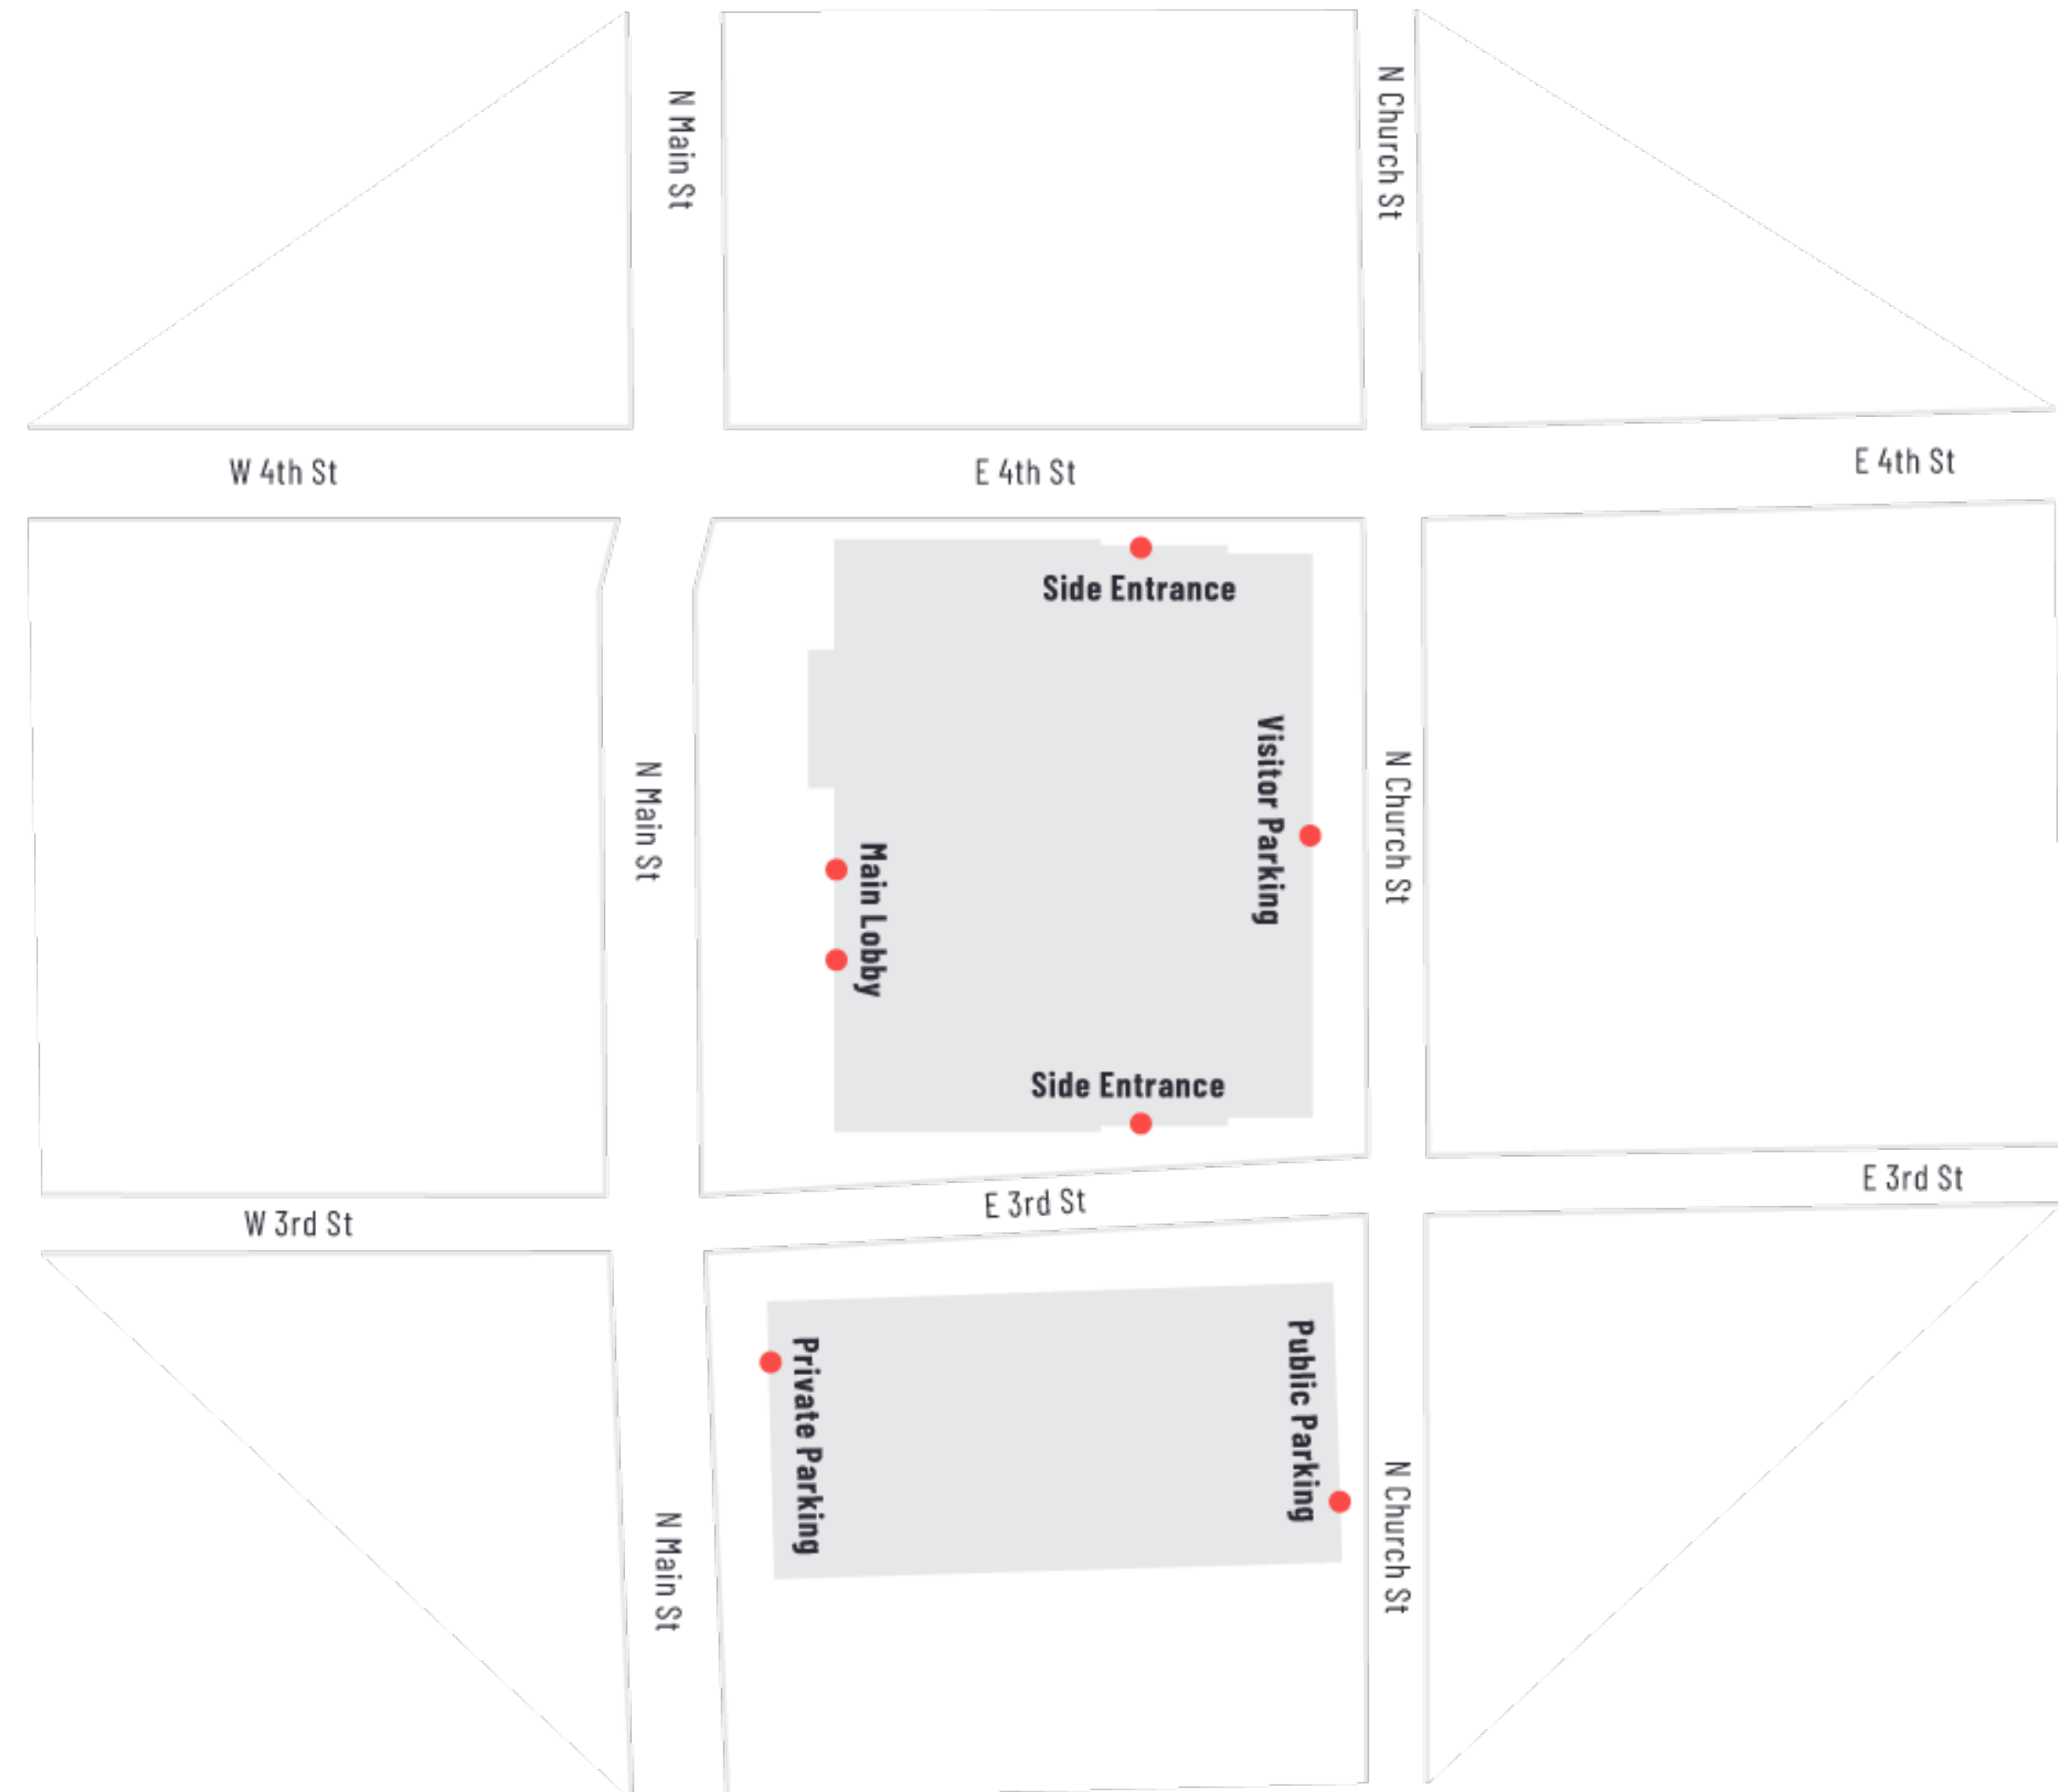 N Main St
N Church St
W 4th St
E 4th St
E 4th St
Side Entrance
Visitor Parking
N Main St
N Church St
Main Lobby
Side Entrance
E 3rd St
E 3rd St
W 3rd St
Private Parking
Public Parking
N Main St
N Church St